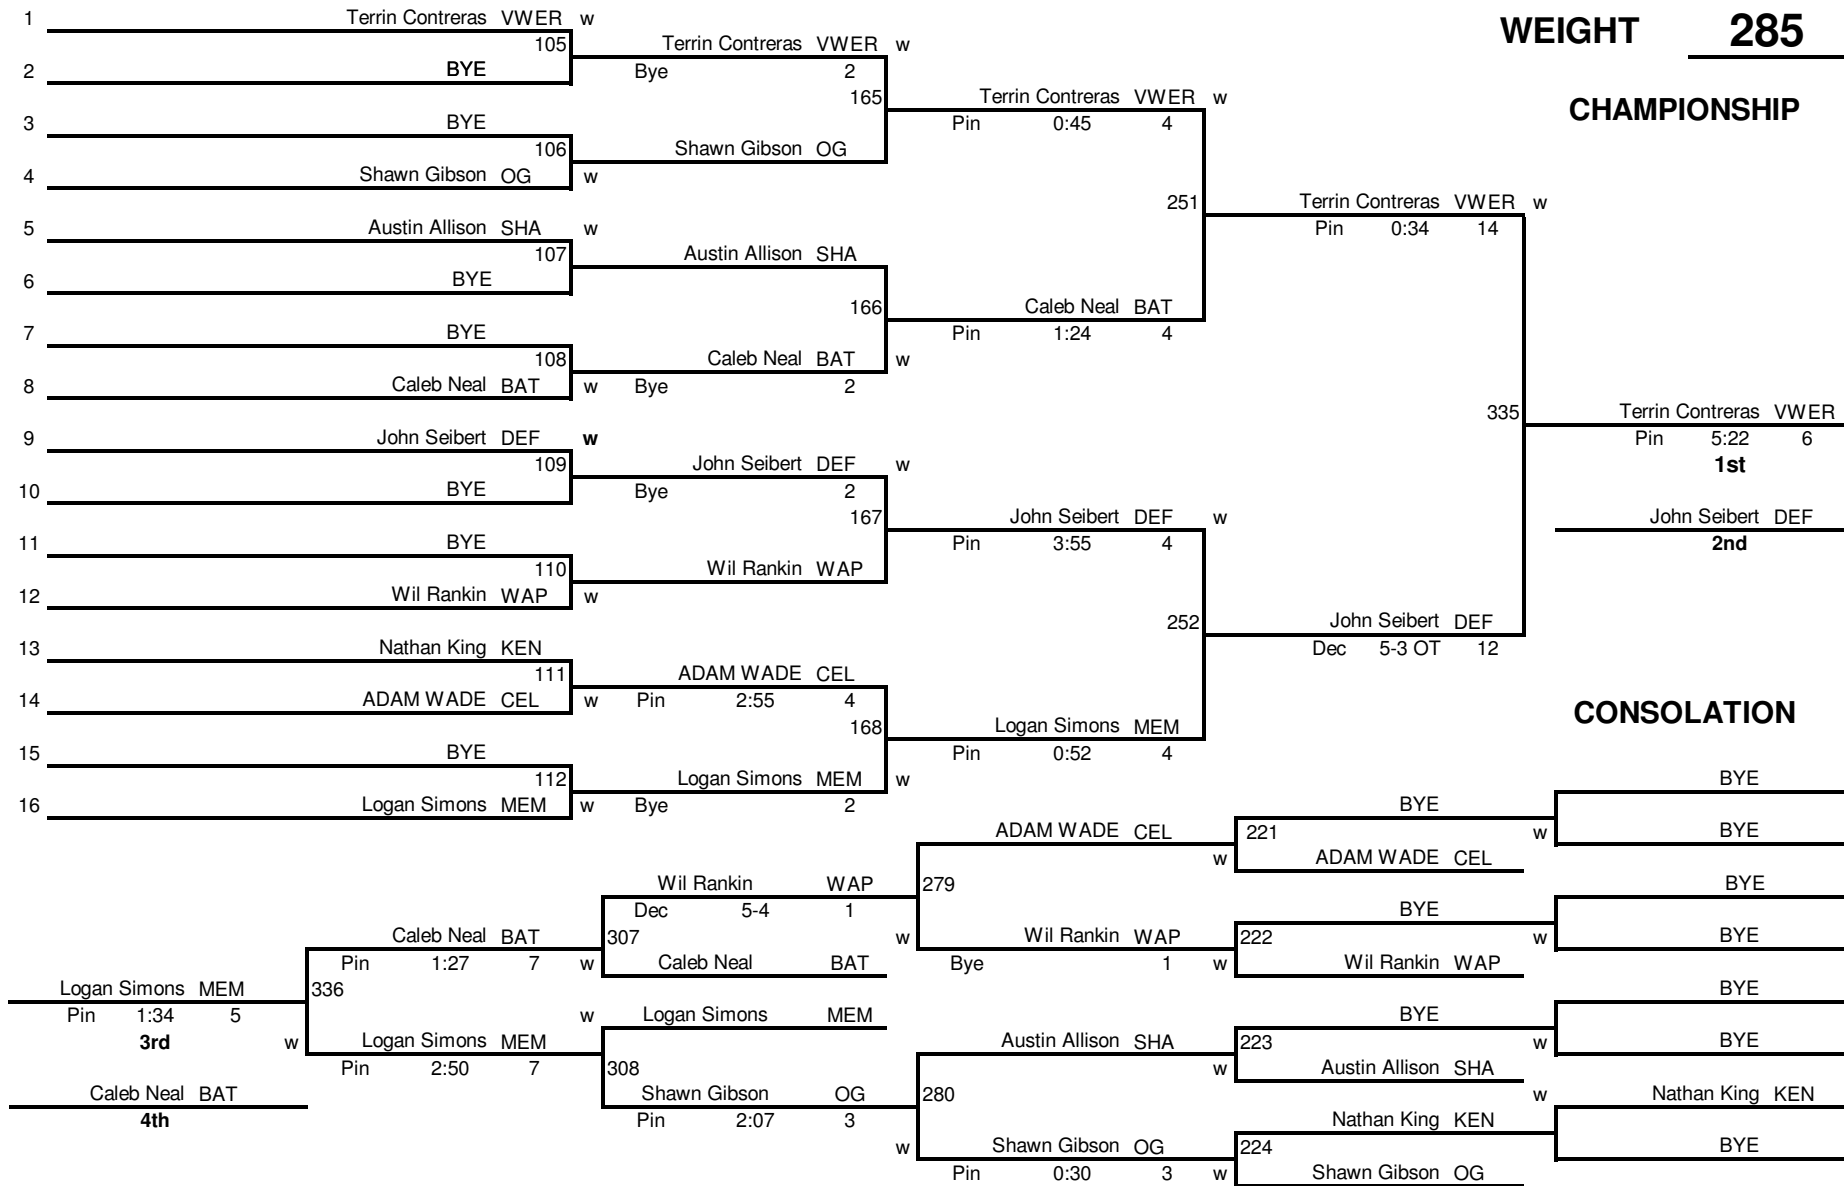 1 Terrin Contreras VWER w
WEIGHT 285
105 Terrin Contreras VWER w
2 BYE Bye 2
165 Terrin Contreras VWER w
CHAMPIONSHIP
3 BYE Pin 0:45 4
106 Shawn Gibson OG
4 Shawn Gibson OG w
251 Terrin Contreras VWER w
5 Austin Allison SHA w Pin 0:34 14
107 Austin Allison SHA
6 BYE
166 Caleb Neal BAT
7 BYE Pin 1:24 4
108 Caleb Neal BAT w
8 Caleb Neal BAT w Bye 2
335 Terrin Contreras VWER
9 John Seibert DEF w Pin 5:22 6
109 John Seibert DEF w 1st
10 BYE Bye 2
167 John Seibert DEF w John Seibert DEF
11 BYE Pin 3:55 4 2nd
110 Wil Rankin WAP
12 Wil Rankin WAP w
252 John Seibert DEF
13 Nathan King KEN Dec 5-3 OT 12
111 ADAM WADE CEL
14 ADAM WADE CEL w Pin 2:55 4
CONSOLATION
168 Logan Simons MEM
15 BYE Pin 0:52 4
112 Logan Simons MEM w BYE
16 Logan Simons MEM w Bye 2 BYE
ADAM WADE CEL 221 w BYE
w ADAM WADE CEL
Wil Rankin WAP 279 BYE
Dec 5-4 1 BYE
Caleb Neal BAT 307 w Wil Rankin WAP 222 w BYE
Pin 1:27 7 w Caleb Neal BAT Bye 1 w Wil Rankin WAP
Logan Simons MEM 336 BYE
Pin 1:34 5 w Logan Simons MEM BYE
3rd w Logan Simons MEM Austin Allison SHA 223 w BYE
Pin 2:50 7 308 w Austin Allison SHA
Caleb Neal BAT Shawn Gibson OG 280 w Nathan King KEN
4th Pin 2:07 3 Nathan King KEN
w Shawn Gibson OG 224 BYE
Pin 0:30 3 w Shawn Gibson OG